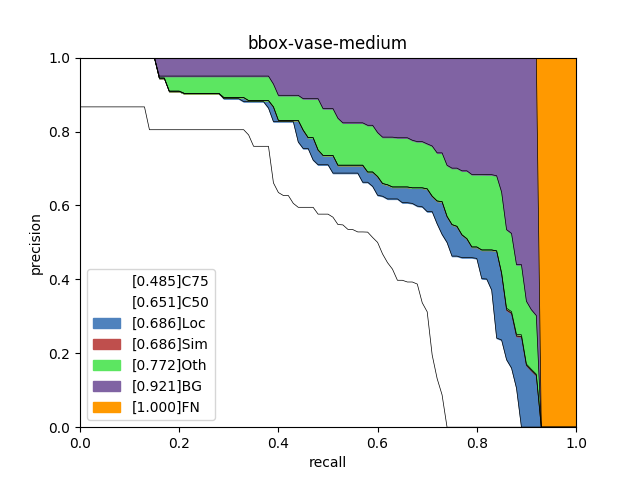 bbox-vase-medium
1.0
0.8
0.6
0.4
0.2
0.0
precision
[0.485]C75
[0.651]C50
[0.686]Loc
[0.686]Sim
[0.772]Oth
[0.921]BG
[1.000]FN
0.0 0.2 0.4 0.6 0.8 1.0
recall